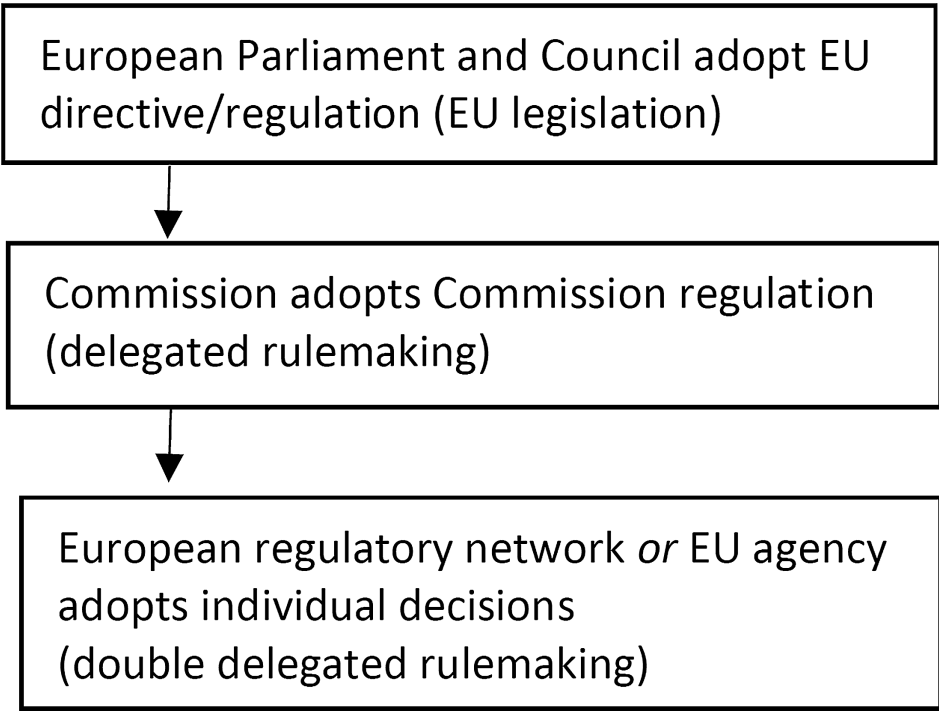 European Parliament and Council adopt EU
directive/regulation (EU legislation)
Commission adopts Commission regulation
(delegated rulemaking)
European regulatory network or EU agency
adopts individual decisions
(double delegated rulemaking)